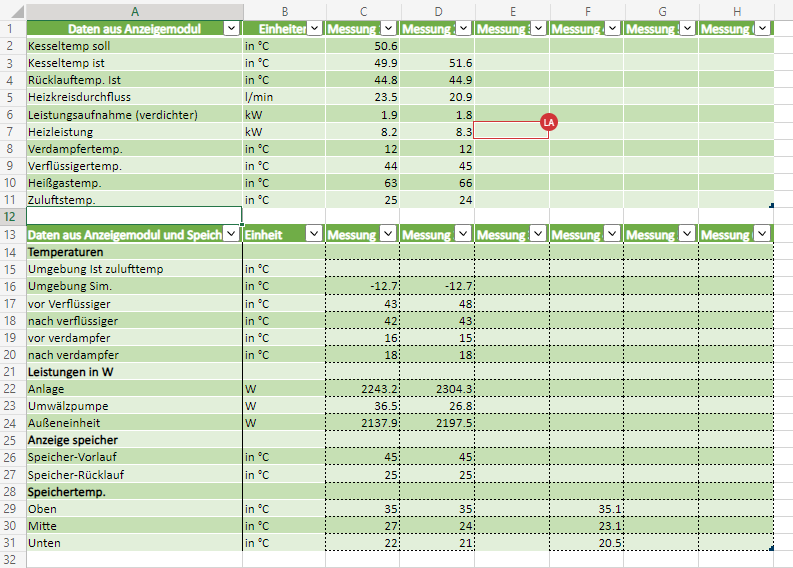 A B C D E F G H
1 Daten aus Anzeigemodul Einheiten Messung Messung Messung Messung Messung Messung
2 Kesseltemp soll in °C 50.6
3 Kesseltemp ist in °C 49.9 51.6
4 Rücklauftemp. Ist in °C 44.8 44.9
5 Heizkreisdurchfluss l/min 23.5 20.9
6 Leistungsaufnahme (verdichter) kW 1.9 1.8
LA
7 Heizleistung kW 8.2 8.3
8 Verdampfertemp. in °C 12 12
9 Verflüssigertemp. in °C 44 45
10 Heißgastemp. in °C 63 66
11 Zuluftstemp. in °C 25 24
12
13 Daten aus Anzeigemodul und Speich Einheit Messung Messung Messung Messung Messung Messung
14 Temperaturen
15 Umgebung Ist zulufttemp in °C
16 Umgebung Sim. in °C -12.7 -12.7
17 vor Verflüssiger in °C 43 48
18 nach verflüssiger in °C 42 43
19 vor verdampfer in °C 16 15
20 nach verdampfer in °C 18 18
21 Leistungen in W
22 Anlage W 2243.2 2304.3
23 Umwälzpumpe W 36.5 26.8
24 Außeneinheit W 2137.9 2197.5
25 Anzeige speicher
26 Speicher-Vorlauf in °C 45 45
27 Speicher-Rücklauf in °C 25 25
28 Speichertemp.
29 Oben in °C 35 35 35.1
30 Mitte in °C 27 24 23.1
31 Unten in °C 22 21 20.5
32